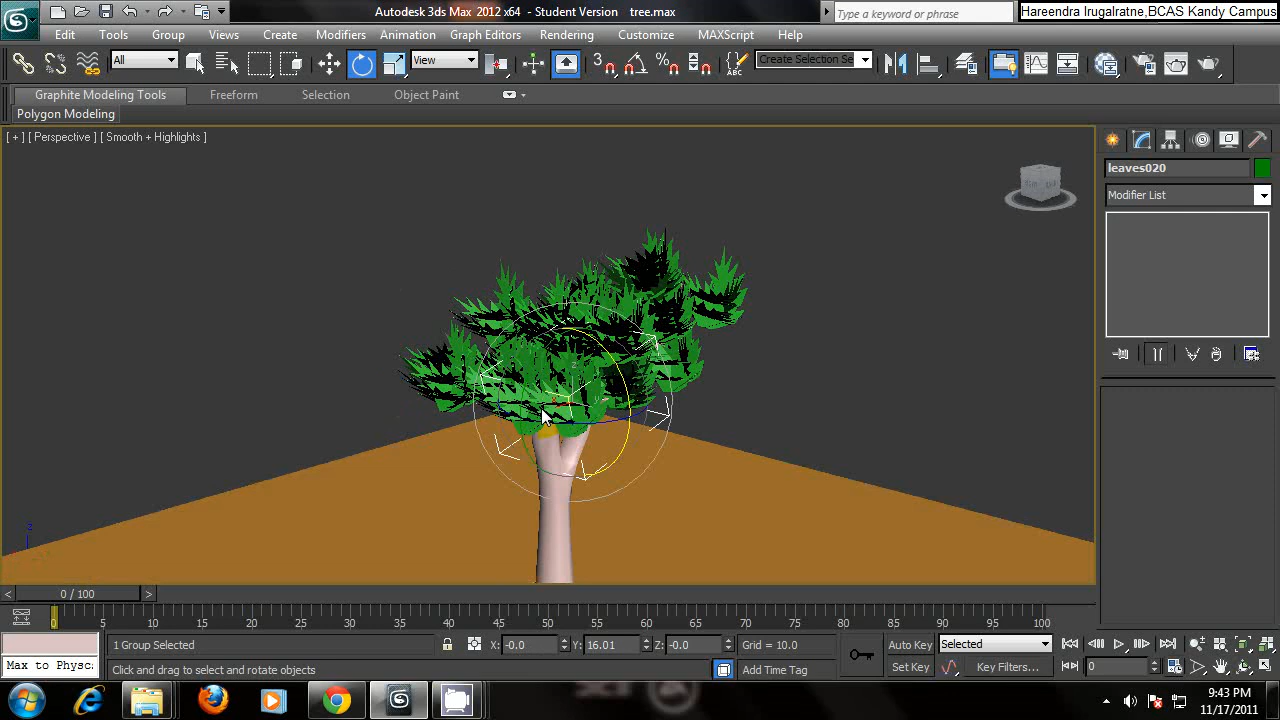 Autodesk 3ds Max 2012 x64 - Student Version tree.max
Type a keyword or phrase
Hareendra Irugalratne,BCAS Kandy Campus
Edit Tools Group Views Create Modifiers Animation Graph Editors Rendering Customize MAXScript Help
All View 3 Create Selection Se
Graphite Modeling Tools Freeform Selection Object Paint
Polygon Modeling
[ + ] [ Perspective ] [ Smooth + Highlights ]
leaves020
Modifier List
z
0 / 100
0 5 10 15 20 25 30 35 40 45 50 55 60 65 70 75 80 85 90 95 100
1 Group Selected X: -0.0 Y: 16.01 Z: -0.0 Grid = 10.0 Auto Key Selected
Max to Physc:
Click and drag to select and rotate objects Add Time Tag Set Key Key Filters... 0
9:43 PM
11/17/2011